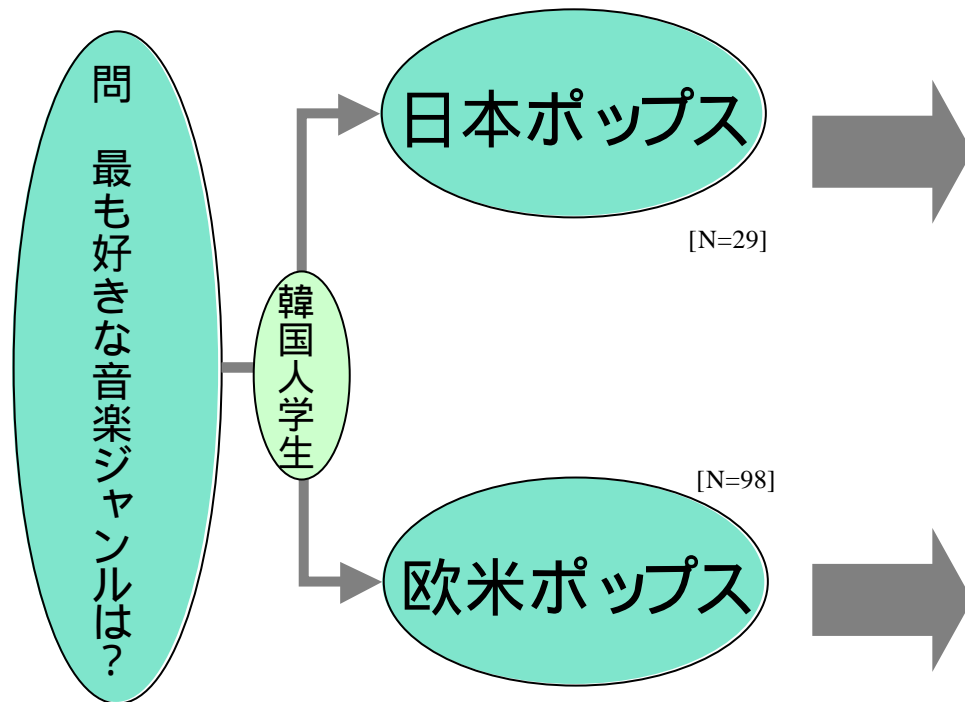 問 最も好きな音楽ジャンルは？
韓国人学生
日本ポップス
[N=29]
[N=98]
欧米ポップス